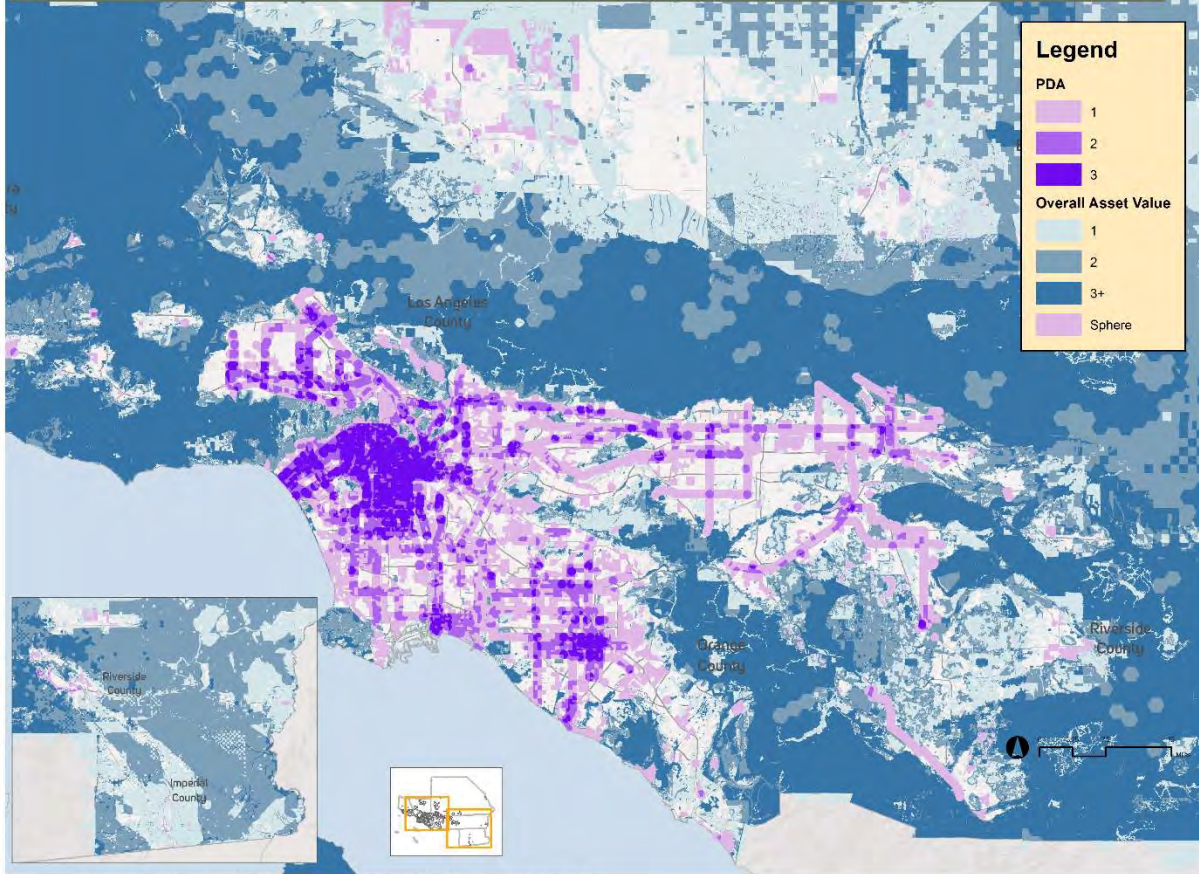 Legend
PDA
1
2
3
Overall Asset Value
1
2
3+
Sphere
Los Angeles
County
Orange
County
Riverside
County
Riverside
County
Imperial
County